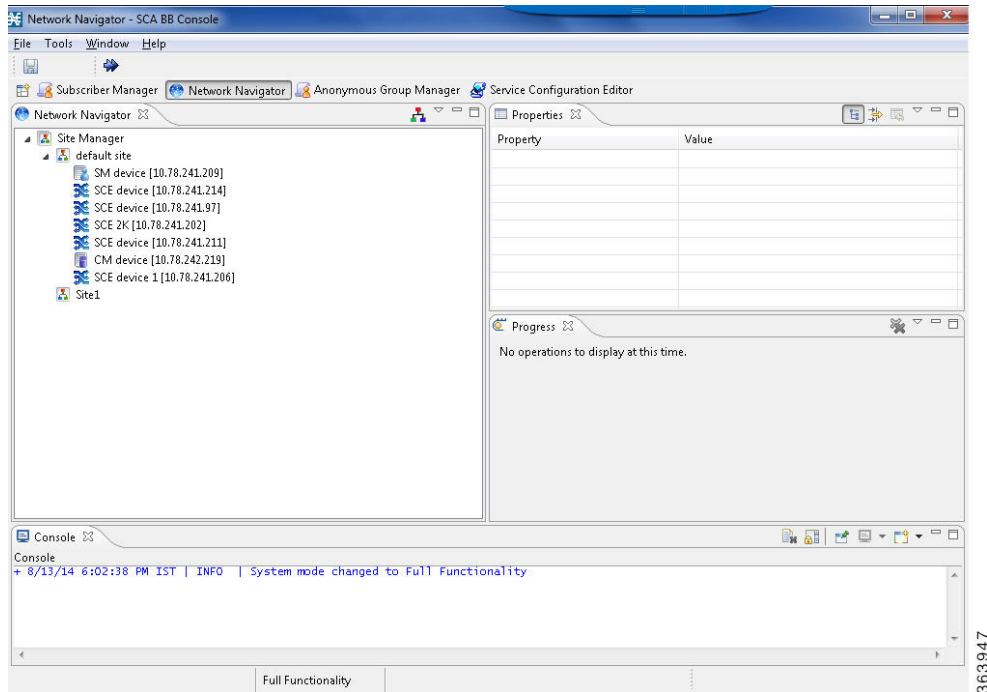 Network Navigator - SCA BB Console
File Tools Window Help
Subscriber Manager Network Navigator Anonymous Group Manager Service Configuration Editor
Network Navigator
Site Manager
default site
SM device [10.78.241.209]
SCE device [10.78.241.214]
SCE device [10.78.241.97]
SCE 2K [10.78.241.202]
SCE device [10.78.241.211]
CM device [10.78.242.219]
SCE device 1 [10.78.241.206]
Site1
Properties
Property Value
Progress
No operations to display at this time.
Console
Console
+ 8/13/14 6:02:38 PM IST | INFO | System mode changed to Full Functionality
Full Functionality
363947